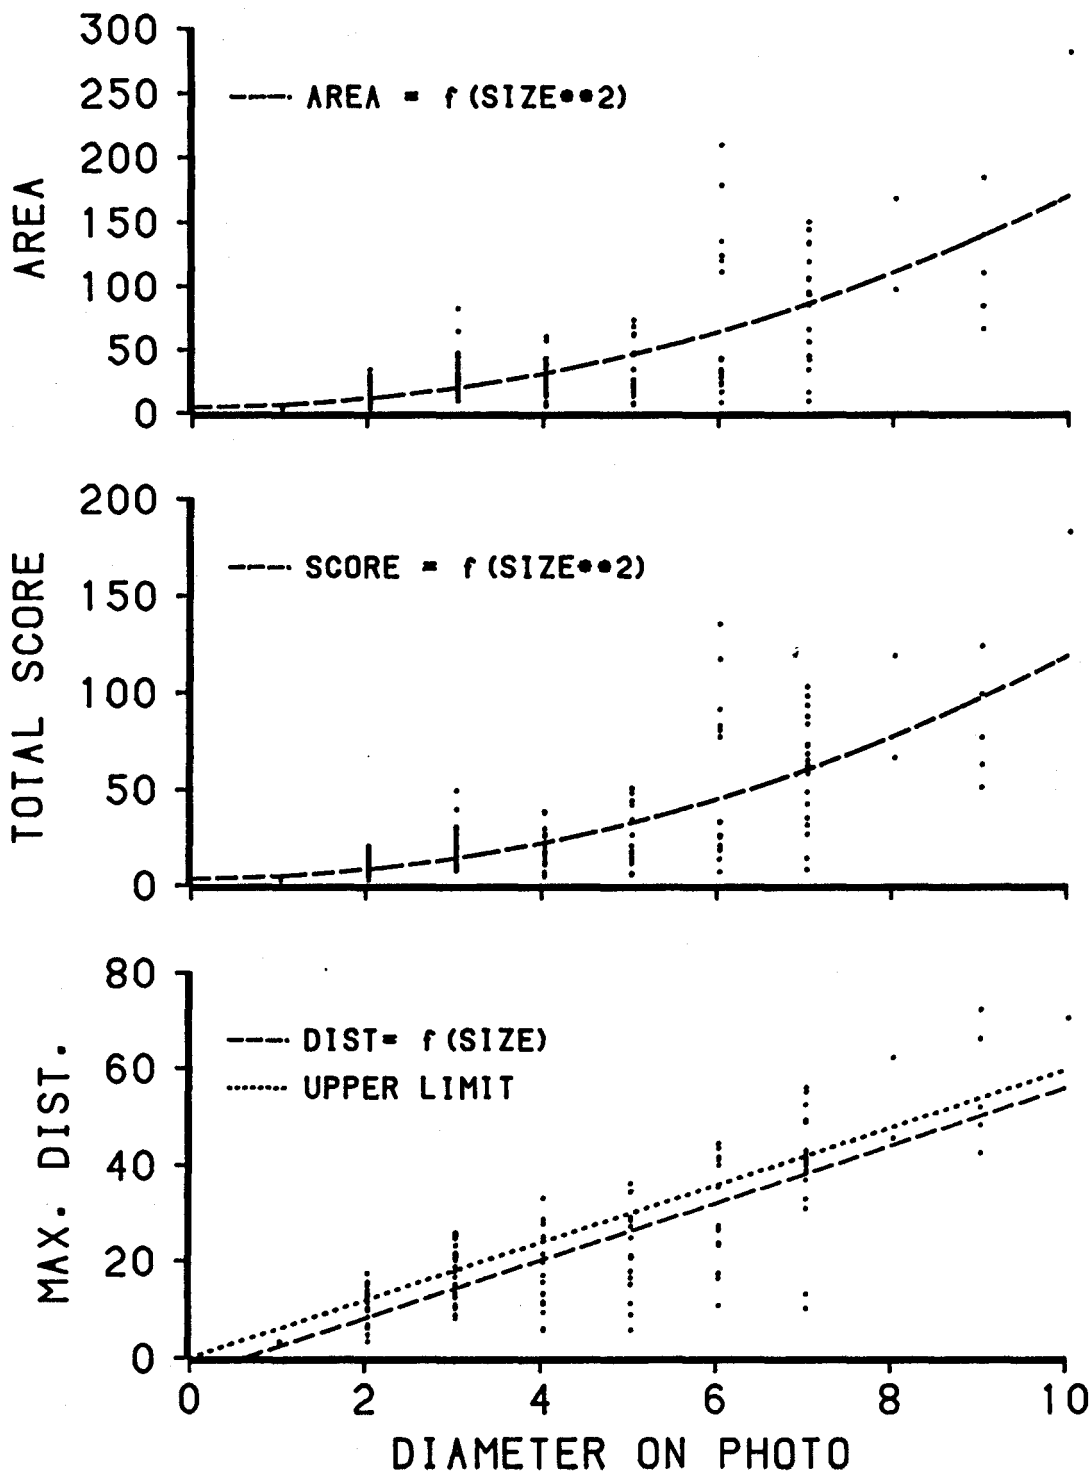 300
250
200
150
100
50
0
AREA
AREA = f(SIZE**2)
200
150
100
50
0
TOTAL SCORE
SCORE = f(SIZE**2)
80
60
40
20
0
MAX. DIST.
DIST= f(SIZE)
UPPER LIMIT
0 2 4 6 8 10
DIAMETER ON PHOTO